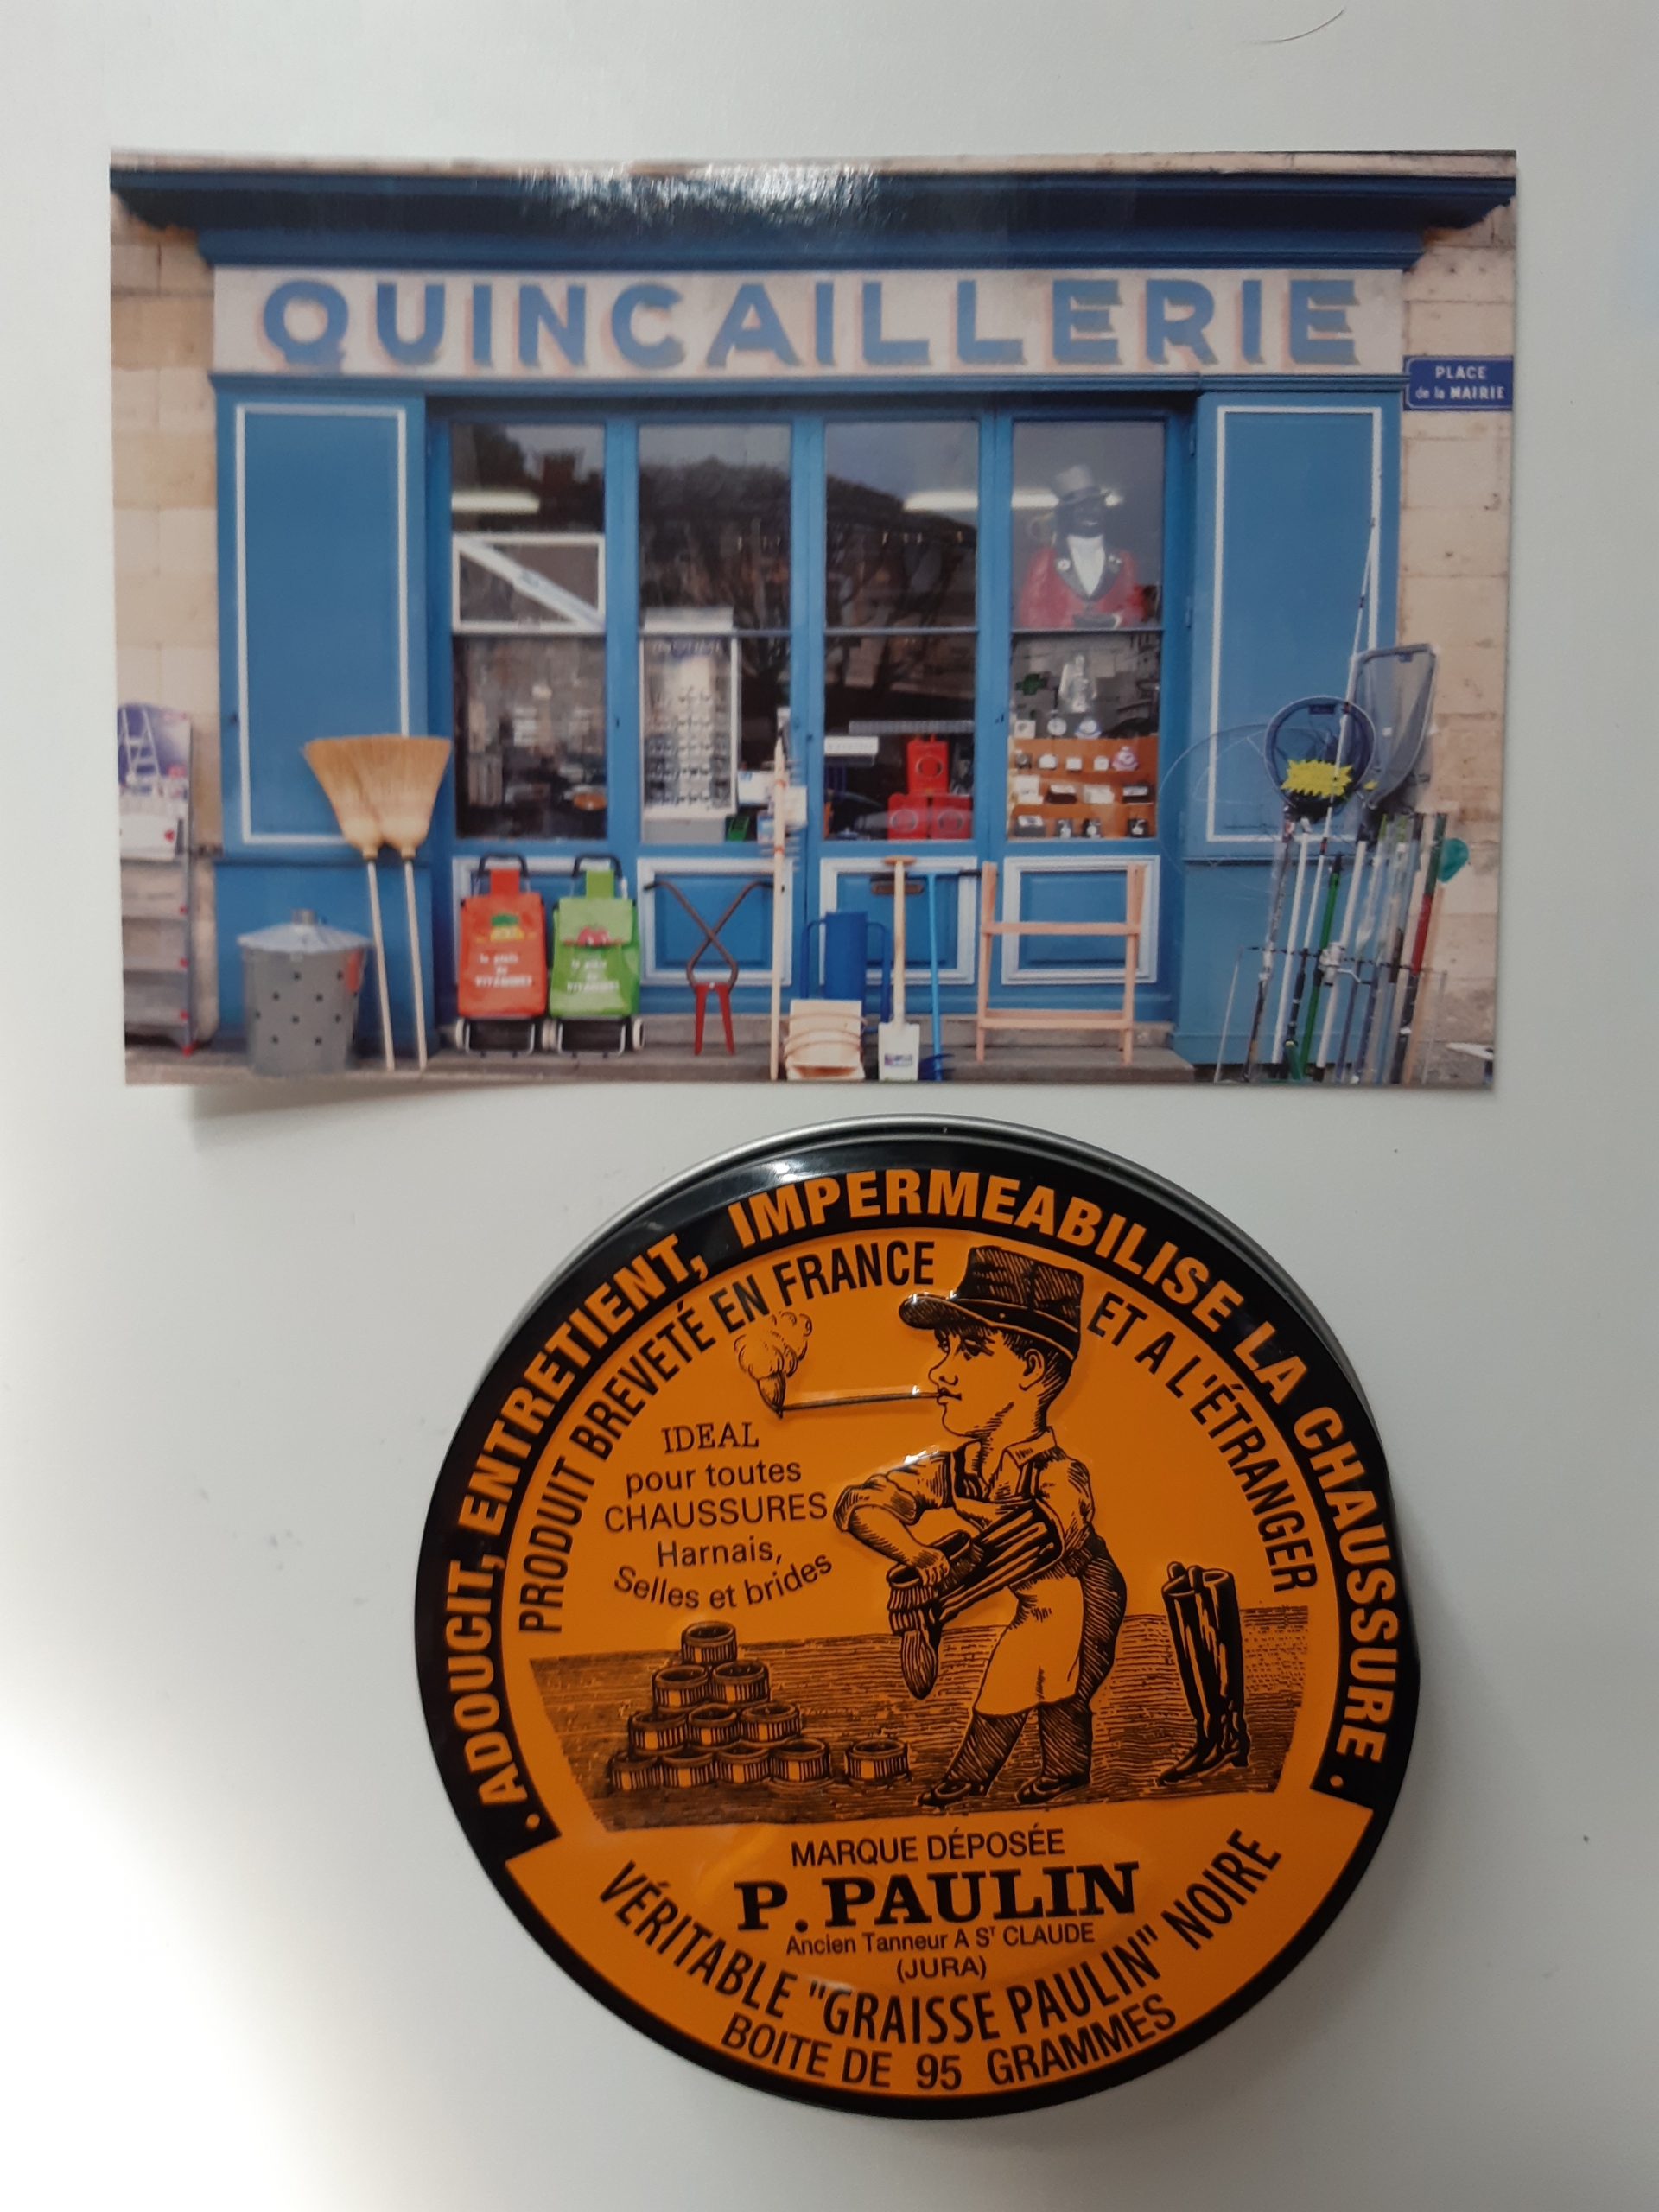 QUINCAILLERIE
PLACE
de la MAIRIE
. ADOUCIT, ENTRETIENT, IMPERMEABILISE LA CHAUSSURE .
PRODUIT BREVETÉ EN FRANCE ET A L'ÉTRANGER
IDEAL
pour toutes
CHAUSSURES
Harnais,
Selles et brides
MARQUE DÉPOSÉE
P. PAULIN
Ancien Tanneur A ST CLAUDE
(JURA)
VÉRITABLE "GRAISSE PAULIN" NOIRE
BOITE DE 95 GRAMMES